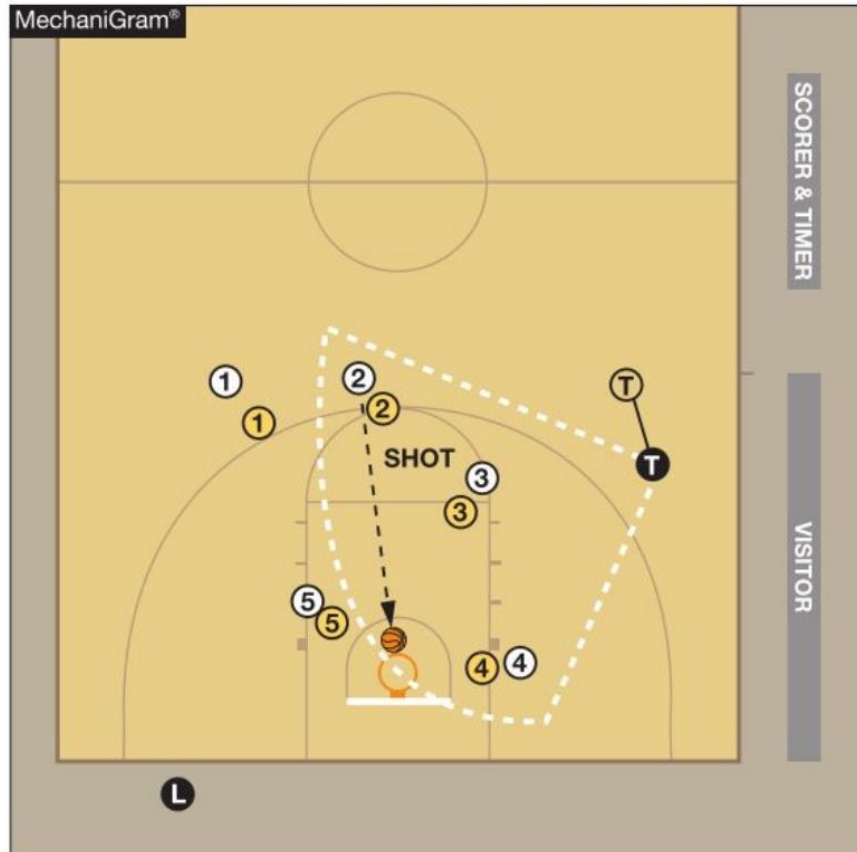 MechaniGram®
SCORER & TIMER
1
2
T
2
1
SHOT
T
3
3
VISITOR
5
5
4
4
L